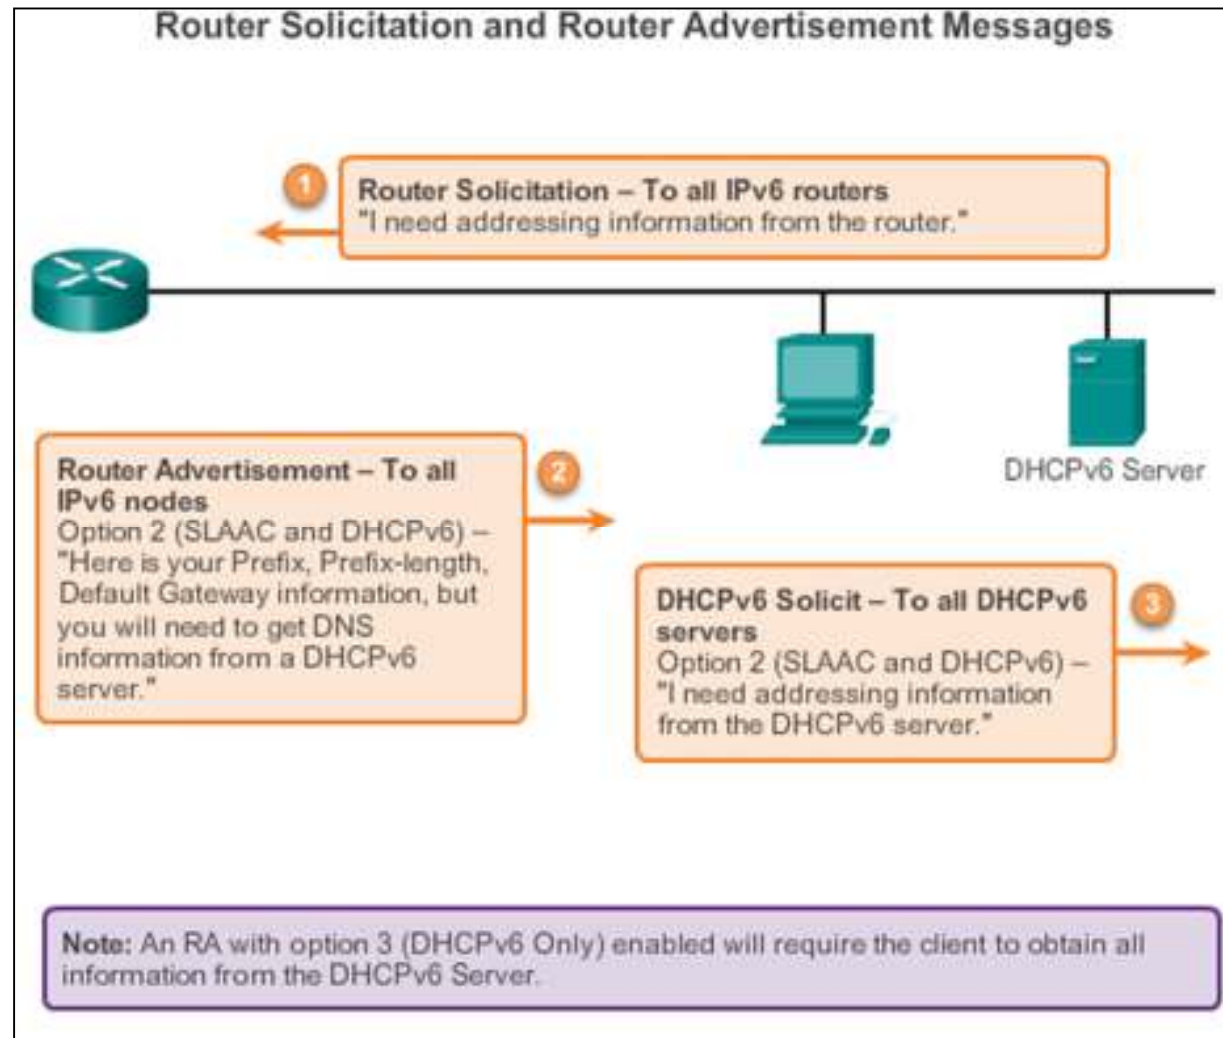 Router Solicitation and Router Advertisement Messages
1
Router Solicitation – To all IPv6 routers
"I need addressing information from the router."
DHCPv6 Server
Router Advertisement – To all
IPv6 nodes
Option 2 (SLAAC and DHCPv6) –
"Here is your Prefix, Prefix-length,
Default Gateway information, but
you will need to get DNS
information from a DHCPv6
server."
2
DHCPv6 Solicit – To all DHCPv6
servers
Option 2 (SLAAC and DHCPv6) –
"I need addressing information
from the DHCPv6 server."
3
Note: An RA with option 3 (DHCPv6 Only) enabled will require the client to obtain all
information from the DHCPv6 Server.